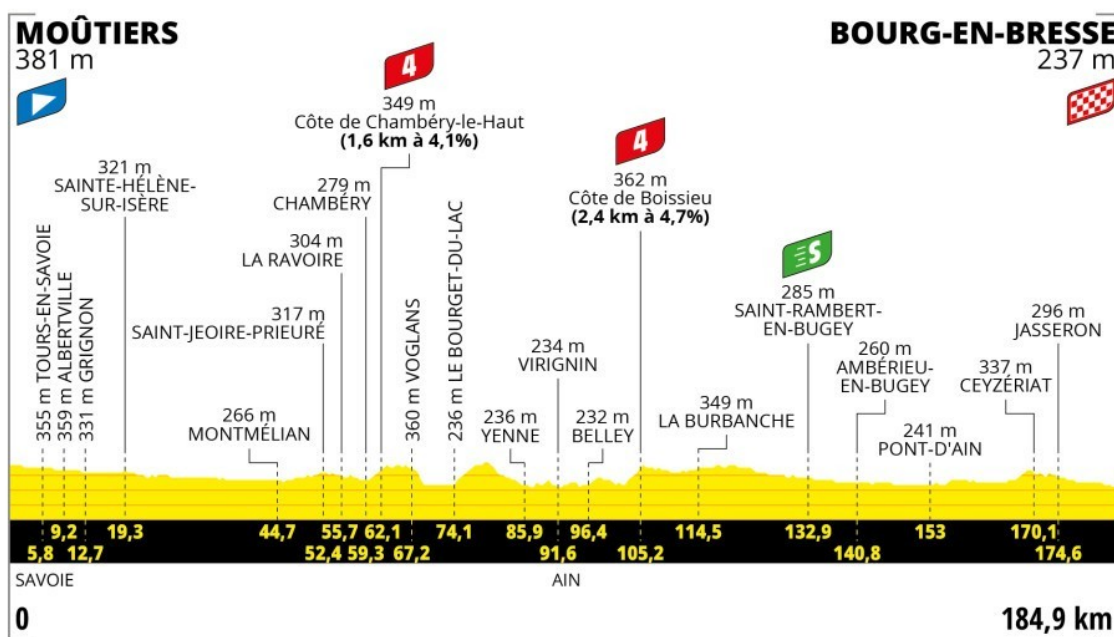 MOÛTIERS
381 m
BOURG-EN-BRESSE
237 m
4
349 m
Côte de Chambéry-le-Haut
(1,6 km à 4,1%)
4
362 m
Côte de Boissieu
(2,4 km à 4,7%)
321 m
SAINTE-HÉLÈNE-
SUR-ISÈRE
279 m
CHAMBÉRY
304 m
LA RAVOIRE
317 m
SAINT-JEOIRE-PRIEURÉ
266 m
MONTMÉLIAN
355 m TOURS-EN-SAVOIE
359 m ALBERTVILLE
331 m GRIGNON
360 m VOGLANS
236 m LE BOURGET-DU-LAC
236 m
YENNE
234 m
VIRIGNIN
232 m
BELLEY
349 m
LA BURBANCHE
S
285 m
SAINT-RAMBERT-
EN-BUGEY
260 m
AMBÉRIEU-
EN-BUGEY
241 m
PONT-D'AIN
337 m
CEYZÉRIAT
296 m
JASSERON
9,2 19,3 44,7 55,7 62,1 74,1 85,9 96,4 114,5 132,9 153 170,1
5,8 12,7 52,4 59,3 67,2 91,6 105,2 140,8 174,6
SAVOIE
AIN
0
184,9 km